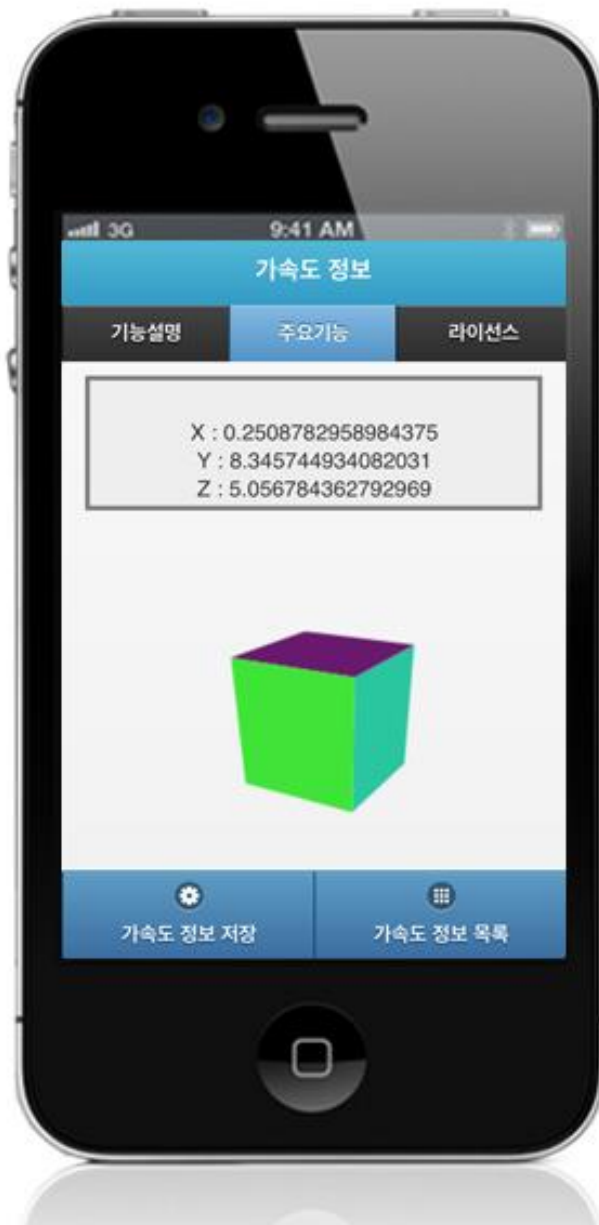 3G 9:41 AM
가속도 정보
기능설명 주요기능 라이선스
X : 0.2508782958984375
Y : 8.345744934082031
Z : 5.056784362792969
가속도 정보 저장 가속도 정보 목록